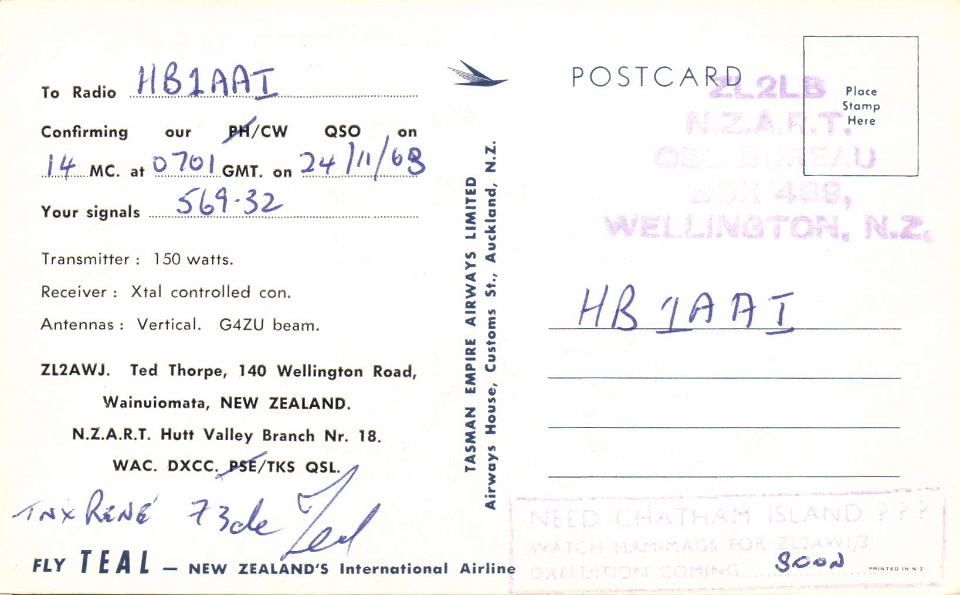 To Radio HB1AAI
Confirming our PH/CW QSO on
14 MC. at 0701 GMT. on 24/11/63
Your signals 569-32
Transmitter : 150 watts.
Receiver : Xtal controlled con.
Antennas : Vertical. G4ZU beam.
ZL2AWJ. Ted Thorpe, 140 Wellington Road,
Wainuiomata, NEW ZEALAND.
N.Z.A.R.T. Hutt Valley Branch Nr. 18.
WAC. DXCC. PSE/TKS QSL.
TNX RENÉ 73 de Ted
FLY TEAL — NEW ZEALAND'S International Airline
TASMAN EMPIRE AIRWAYS LIMITED
Airways House, Customs St., Auckland, N.Z.
POSTCARD
Place
Stamp
Here
ZL2LB
N.Z.A.R.T.
QSL BUREAU
BOX 489,
WELLINGTON, N.Z.
HB1AAI
NEED CHATHAM ISLAND ? ? ?
WATCH HAM-MAGS FOR ZL2AWJ/3
DXPEDITION COMING SOON
PRINTED IN N Z